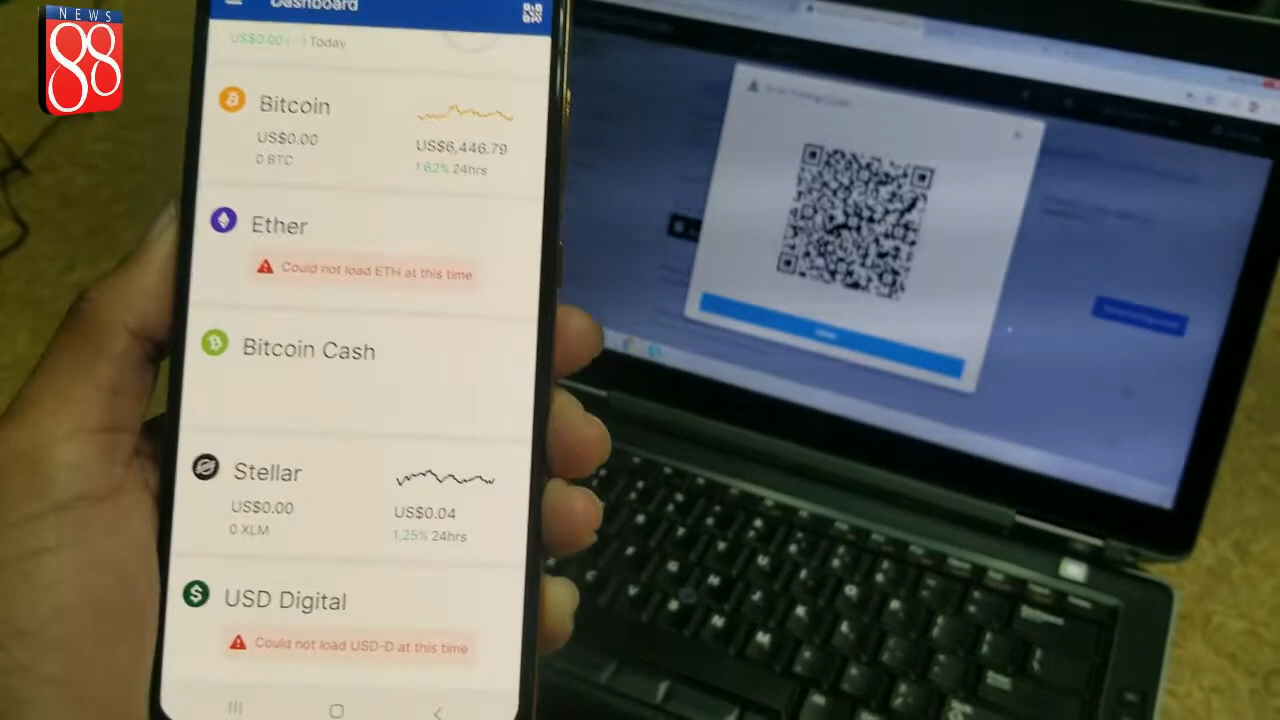 NEWS
88
Dashboard
US$0.00
Today
Bitcoin
US$0.00
0 BTC
US$6,446.79
1.62% 24hrs
Ether
Could not load ETH at this time
Bitcoin Cash
Stellar
US$0.00
0 XLM
US$0.04
1.25% 24hrs
USD Digital
Could not load USD-D at this time